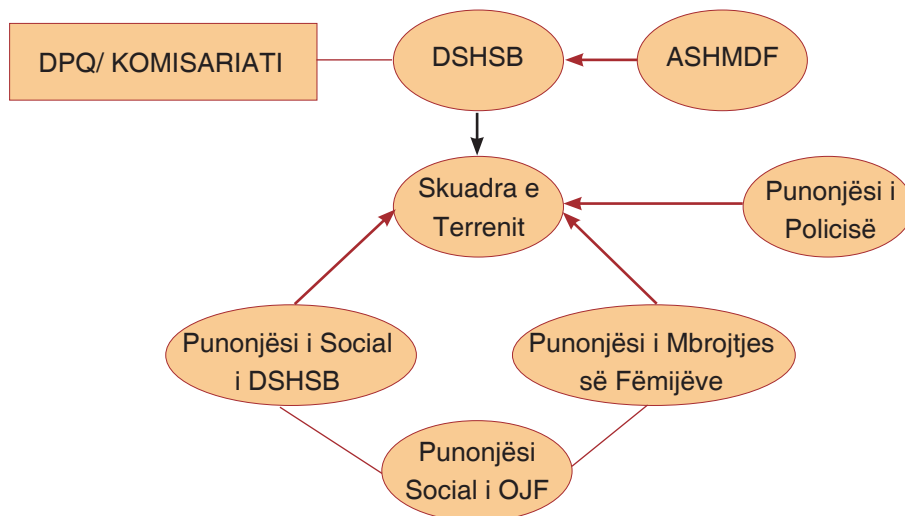 DPQ/ KOMISARIATI
DSHSB
ASHMDF
Skuadra e
Terrenit
Punonjësi i
Policisë
Punonjësi i Social
i DSHSB
Punonjësi i Mbrojtjes
së Fëmijëve
Punonjësi
Social i OJF